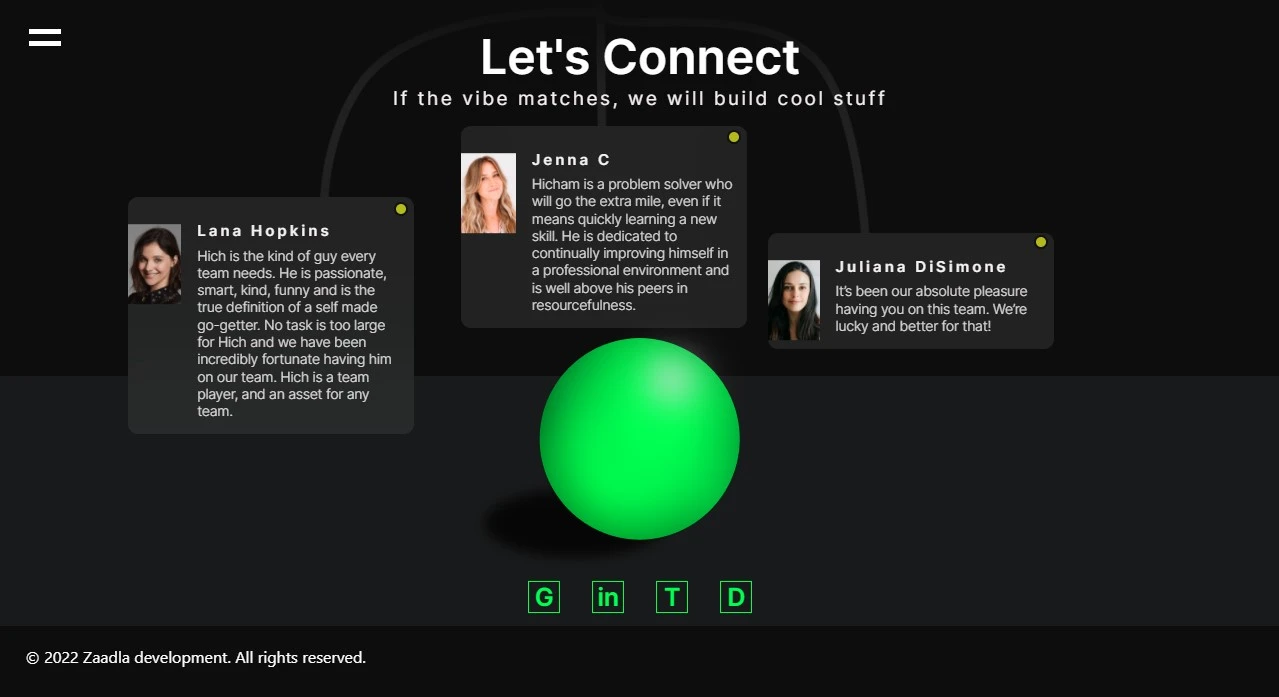 Let's Connect
If the vibe matches, we will build cool stuff
Jenna C
Hicham is a problem solver who
will go the extra mile, even if it
means quickly learning a new
skill. He is dedicated to
continually improving himself in
a professional environment and
is well above his peers in
resourcefulness.
Lana Hopkins
Hich is the kind of guy every
team needs. He is passionate,
smart, kind, funny and is the
true definition of a self made
go-getter. No task is too large
for Hich and we have been
incredibly fortunate having him
on our team. Hich is a team
player, and an asset for any
team.
Juliana DiSimone
It’s been our absolute pleasure
having you on this team. We’re
lucky and better for that!
G in T D
© 2022 Zaadla development. All rights reserved.